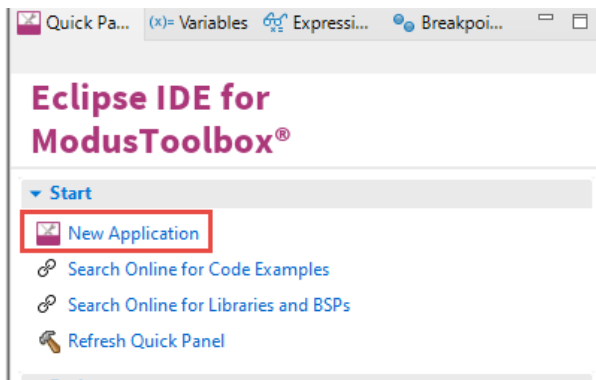 Quick Pa... (x)= Variables Expressi... Breakpoi...
Eclipse IDE for
ModusToolbox®
Start
New Application
Search Online for Code Examples
Search Online for Libraries and BSPs
Refresh Quick Panel